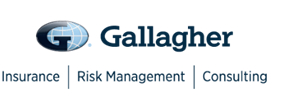 G Gallagher
Insurance | Risk Management | Consulting